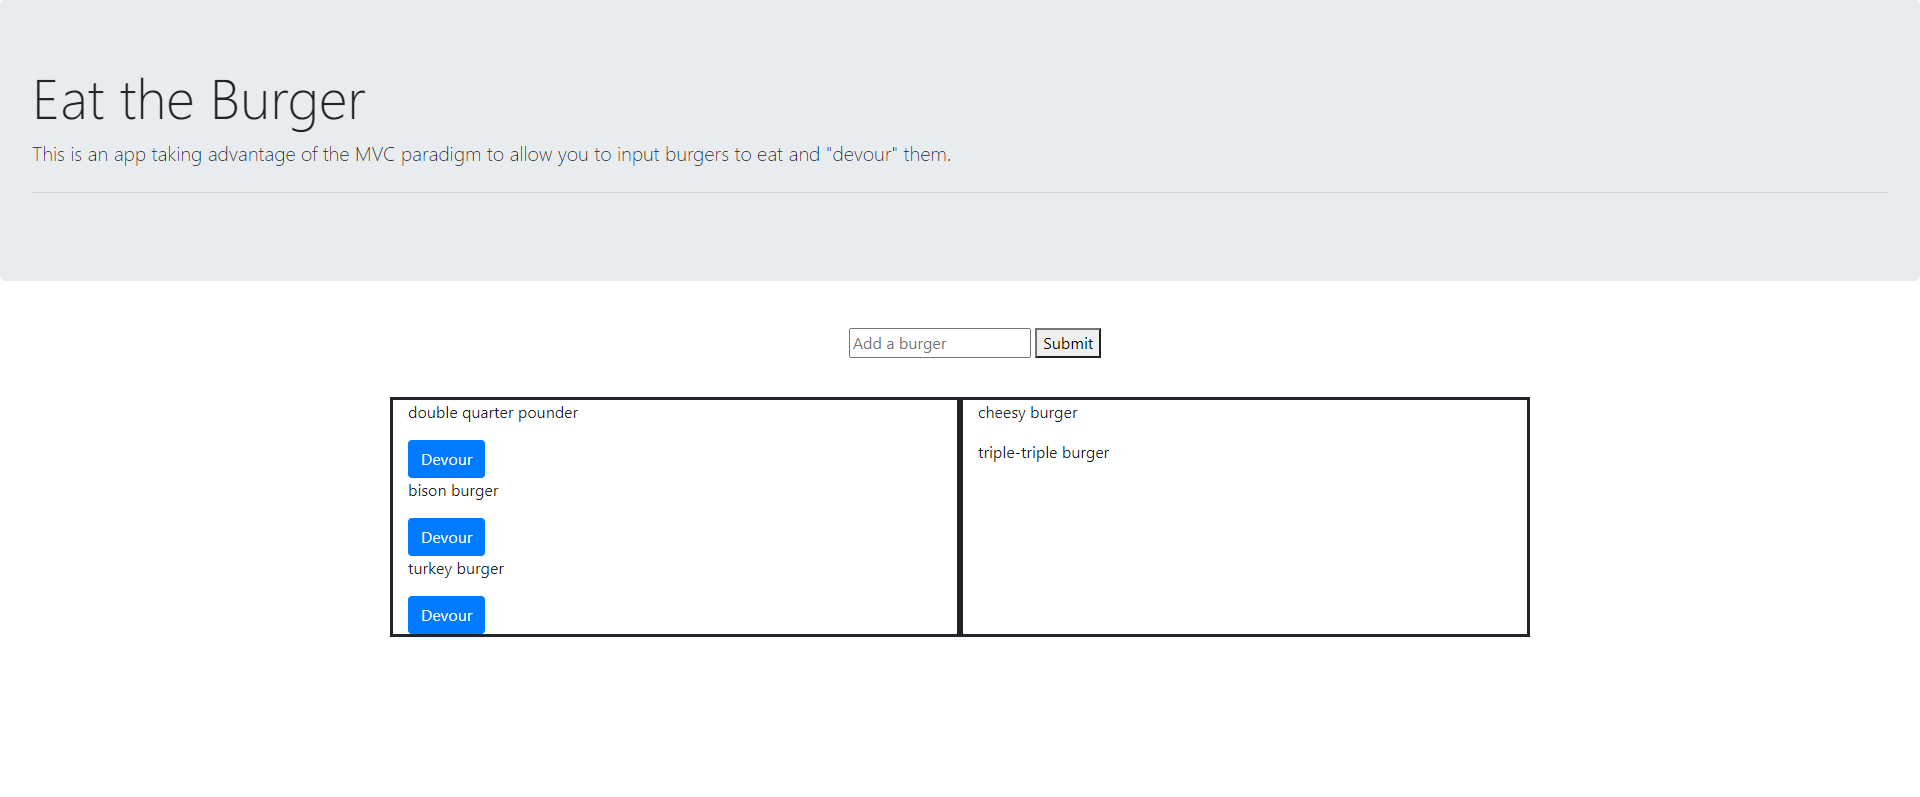 Eat the Burger
This is an app taking advantage of the MVC paradigm to allow you to input burgers to eat and "devour" them.
Add a burger
Submit
double quarter pounder
Devour
bison burger
Devour
turkey burger
Devour
cheesy burger
triple-triple burger